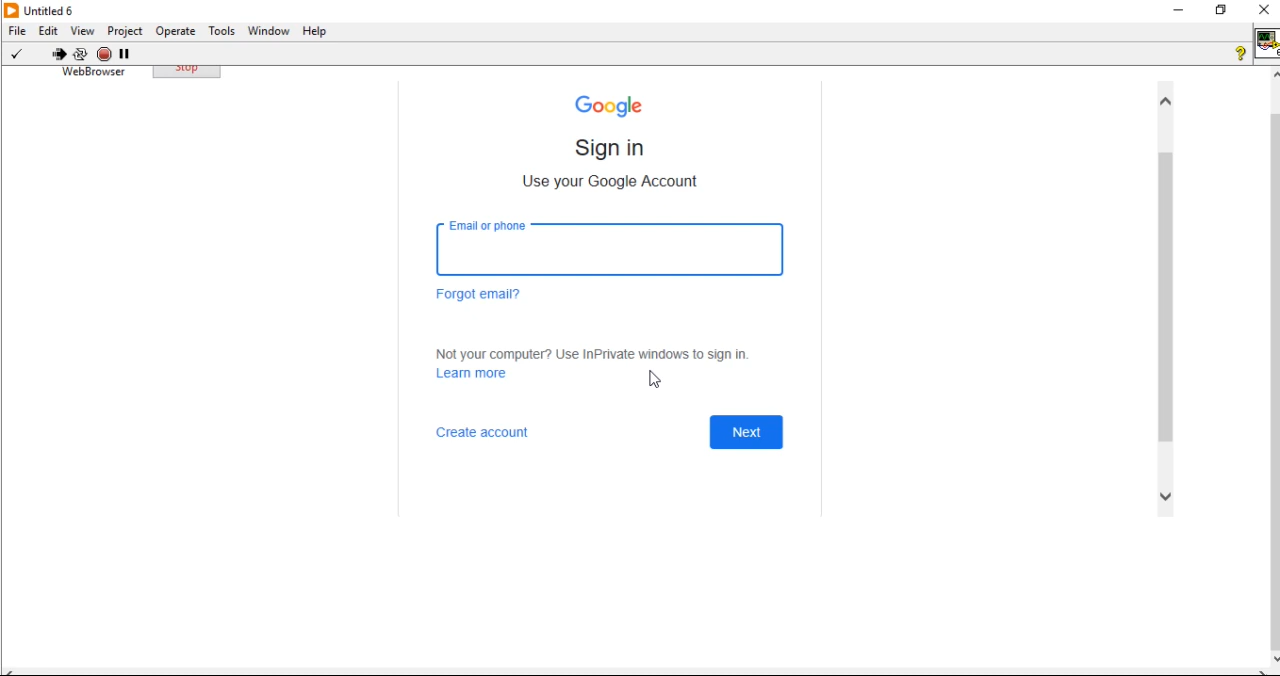 Untitled 6
File Edit View Project Operate Tools Window Help
WebBrowser Stop
Google
Sign in
Use your Google Account
Email or phone
Forgot email?
Not your computer? Use InPrivate windows to sign in.
Learn more
Create account Next